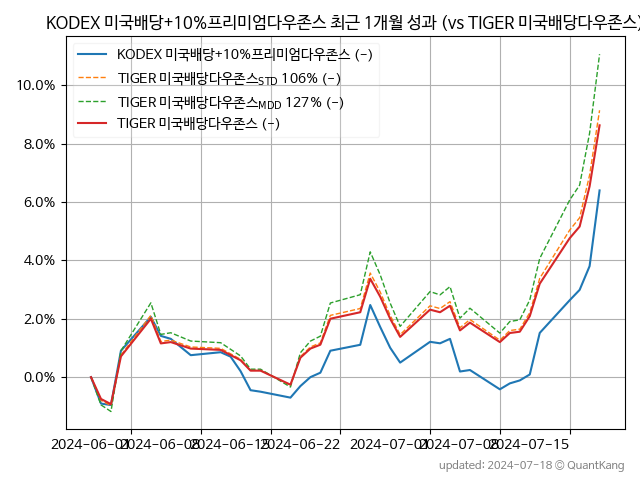 KODEX 미국배당+10%프리미엄다우존스 최근 1개월 성과 (vs TIGER 미국배당다우존스)
KODEX 미국배당+10%프리미엄다우존스 (-)
TIGER 미국배당다우존스STD 106% (-)
TIGER 미국배당다우존스MDD 127% (-)
TIGER 미국배당다우존스 (-)
10.0%
8.0%
6.0%
4.0%
2.0%
0.0%
2024-06-01 2024-06-08 2024-06-15 2024-06-22 2024-07-01 2024-07-08 2024-07-15
updated: 2024-07-18 © QuantKang